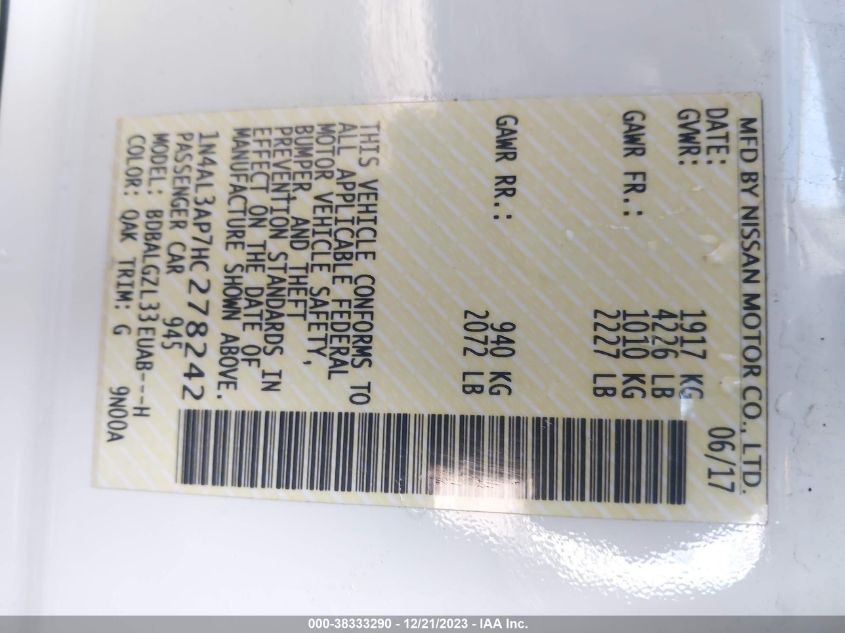 MFD BY NISSAN MOTOR CO., LTD.
DATE: 06/17
GVWR: 1917 KG
4226 LB
GAWR FR.: 1010 KG
2227 LB
GAWR RR.: 940 KG
2072 LB
THIS VEHICLE CONFORMS TO
ALL APPLICABLE FEDERAL
MOTOR VEHICLE SAFETY,
BUMPER, AND THEFT
PREVENTION STANDARDS IN
EFFECT ON THE DATE OF
MANUFACTURE SHOWN ABOVE.
1N4AL3AP7HC278242
PASSENGER CAR 945
MODEL: BDBALGZL33EUAB--H
COLOR: QAK TRIM: G 9N00A
000-38333290 - 12/21/2023 - IAA Inc.